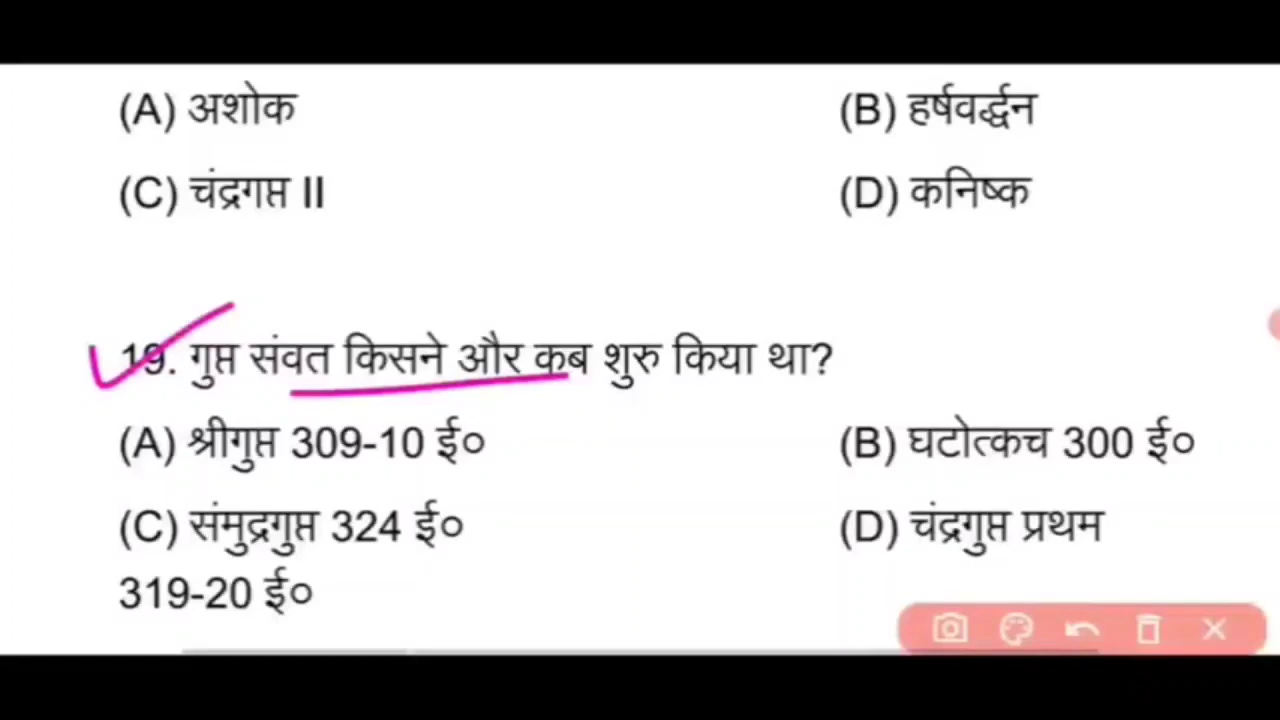 (A) अशोक (B) हर्षवर्द्धन
(C) चंद्रगप्त II (D) कनिष्क
19. गुप्त संवत किसने और कब शुरु किया था?
(A) श्रीगुप्त 309-10 ई० (B) घटोत्कच 300 ई०
(C) संमुद्रगुप्त 324 ई० (D) चंद्रगुप्त प्रथम
319-20 ई०